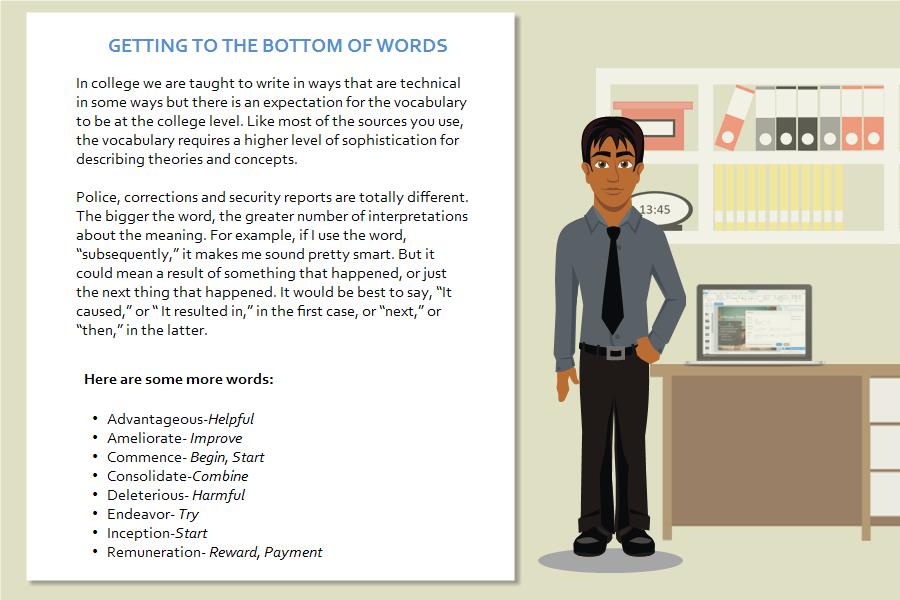 GETTING TO THE BOTTOM OF WORDS
In college we are taught to write in ways that are technical
in some ways but there is an expectation for the vocabulary
to be at the college level. Like most of the sources you use,
the vocabulary requires a higher level of sophistication for
describing theories and concepts.
Police, corrections and security reports are totally different.
The bigger the word, the greater number of interpretations
about the meaning. For example, if I use the word,
“subsequently,” it makes me sound pretty smart. But it
could mean a result of something that happened, or just
the next thing that happened. It would be best to say, “It
caused,” or “ It resulted in,” in the first case, or “next,” or
“then,” in the latter.
Here are some more words:
• Advantageous-Helpful
• Ameliorate- Improve
• Commence- Begin, Start
• Consolidate-Combine
• Deleterious- Harmful
• Endeavor- Try
• Inception-Start
• Remuneration- Reward, Payment
13:45